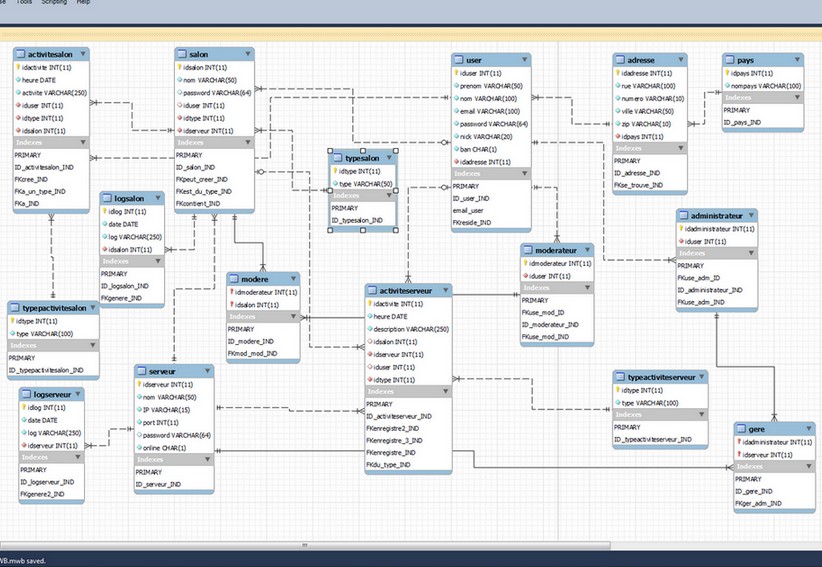 Tools Scripting Help
activitesalon
idactivite INT(11)
heure DATE
activite VARCHAR(250)
iduser INT(11)
idtype INT(11)
idsalon INT(11)
Indexes
PRIMARY
ID_activitesalon_IND
FKcree_IND
FKa_un_type_IND
FKa_IND
salon
idsalon INT(11)
nom VARCHAR(50)
password VARCHAR(64)
iduser INT(11)
idtype INT(11)
idserveur INT(11)
Indexes
PRIMARY
ID_salon_IND
FKpeut_creer_IND
FKest_du_type_IND
FKcontient_IND
user
iduser INT(11)
prenom VARCHAR(50)
nom VARCHAR(100)
email VARCHAR(100)
password VARCHAR(64)
nick VARCHAR(20)
ban CHAR(1)
idadresse INT(11)
Indexes
PRIMARY
ID_user_IND
email_user
FKreside_IND
adresse
idadresse INT(11)
rue VARCHAR(100)
numero VARCHAR(10)
ville VARCHAR(50)
zip VARCHAR(10)
idpays INT(11)
Indexes
PRIMARY
ID_adresse_IND
FKse_trouve_IND
pays
idpays INT(11)
nompays VARCHAR(100)
Indexes
PRIMARY
ID_pays_IND
typesalon
idtype INT(11)
type VARCHAR(50)
Indexes
PRIMARY
ID_typesalon_IND
logsalon
idlog INT(11)
date DATE
log VARCHAR(250)
idsalon INT(11)
Indexes
PRIMARY
ID_logsalon_IND
FKgenere_IND
administrateur
idadministrateur INT(11)
iduser INT(11)
Indexes
PRIMARY
FKuse_adm_ID
ID_administrateur_IND
FKuse_adm_IND
moderateur
idmoderateur INT(11)
iduser INT(11)
Indexes
PRIMARY
FKuse_mod_ID
ID_moderateur_IND
FKuse_mod_IND
modere
idmoderateur INT(11)
idsalon INT(11)
Indexes
PRIMARY
ID_modere_IND
FKmod_mod_IND
activiteserveur
idactivite INT(11)
heure DATE
description VARCHAR(250)
idsalon INT(11)
idserveur INT(11)
iduser INT(11)
idtype INT(11)
Indexes
PRIMARY
ID_activiteserveur_IND
FKenregistre2_IND
FKenregistre_3_IND
FKenregistre_IND
FKdu_type_IND
typeactivitesalon
idtype INT(11)
type VARCHAR(100)
Indexes
PRIMARY
ID_typeactivitesalon_IND
serveur
idserveur INT(11)
nom VARCHAR(50)
IP VARCHAR(15)
port INT(11)
password VARCHAR(64)
online CHAR(1)
Indexes
PRIMARY
ID_serveur_IND
typeactiviteserveur
idtype INT(11)
type VARCHAR(100)
Indexes
PRIMARY
ID_typeactiviteserveur_IND
logserveur
idlog INT(11)
date DATE
log VARCHAR(250)
idserveur INT(11)
Indexes
PRIMARY
ID_logserveur_IND
FKgenere2_IND
gere
idadministrateur INT(11)
idserveur INT(11)
Indexes
PRIMARY
ID_gere_IND
FKger_adm_IND
WB.mwb saved.